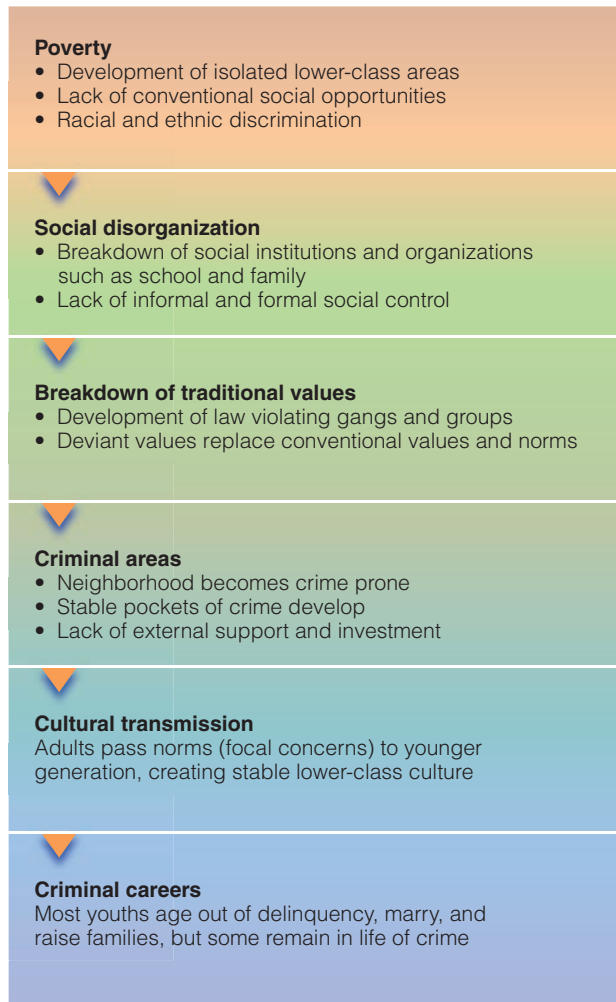 Poverty
• Development of isolated lower-class areas
• Lack of conventional social opportunities
• Racial and ethnic discrimination
Social disorganization
• Breakdown of social institutions and organizations
such as school and family
• Lack of informal and formal social control
Breakdown of traditional values
• Development of law violating gangs and groups
• Deviant values replace conventional values and norms
Criminal areas
• Neighborhood becomes crime prone
• Stable pockets of crime develop
• Lack of external support and investment
Cultural transmission
Adults pass norms (focal concerns) to younger
generation, creating stable lower-class culture
Criminal careers
Most youths age out of delinquency, marry, and
raise families, but some remain in life of crime